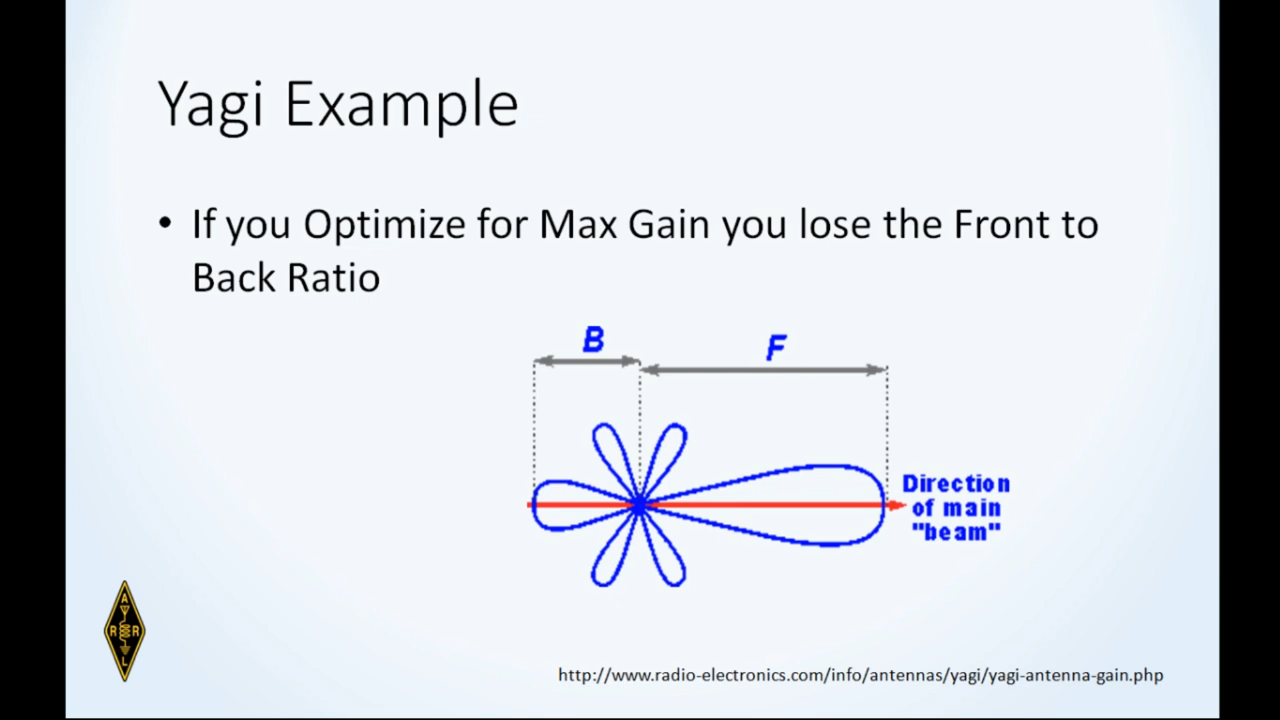 Yagi Example
• If you Optimize for Max Gain you lose the Front to
Back Ratio
B
F
Direction
of main
"beam"
A
R R
L
http://www.radio-electronics.com/info/antennas/yagi/yagi-antenna-gain.php